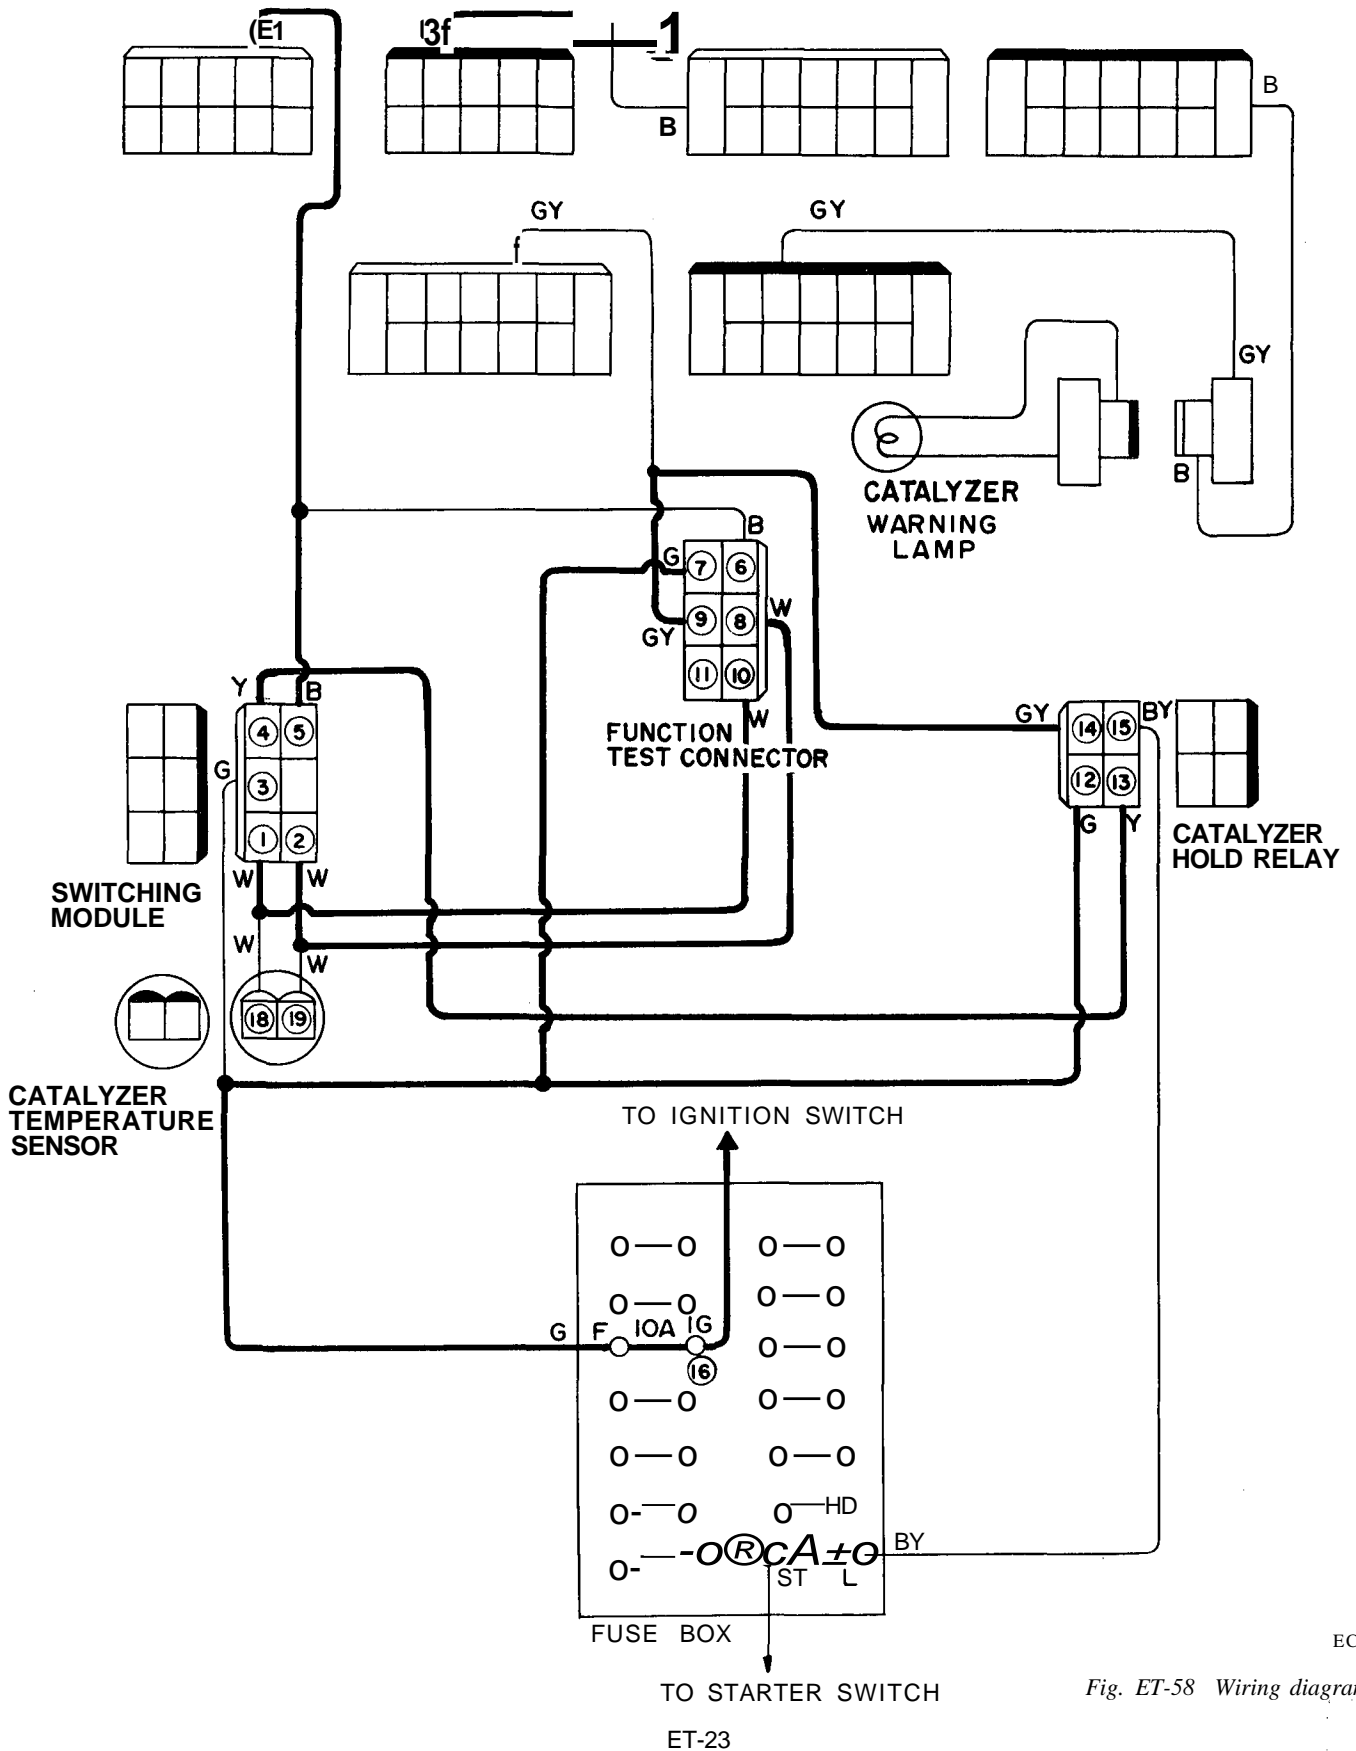 (E1
B
B
GY
GY
GY
B
CATALYZER
WARNING
LAMP
B
G 7 6
W
GY 9 8
11 10
W
FUNCTION
TEST CONNECTOR
Y B
4 5
G 3
1 2
W W
SWITCHING
MODULE
W W
18 19
CATALYZER
TEMPERATURE
SENSOR
GY 14 15 BY
12 13
G Y
CATALYZER
HOLD RELAY
TO IGNITION SWITCH
G F 10A IG
16
HD
BY
ST L
FUSE BOX
TO STARTER SWITCH
EC
Fig. ET-58 Wiring diagra
ET-23